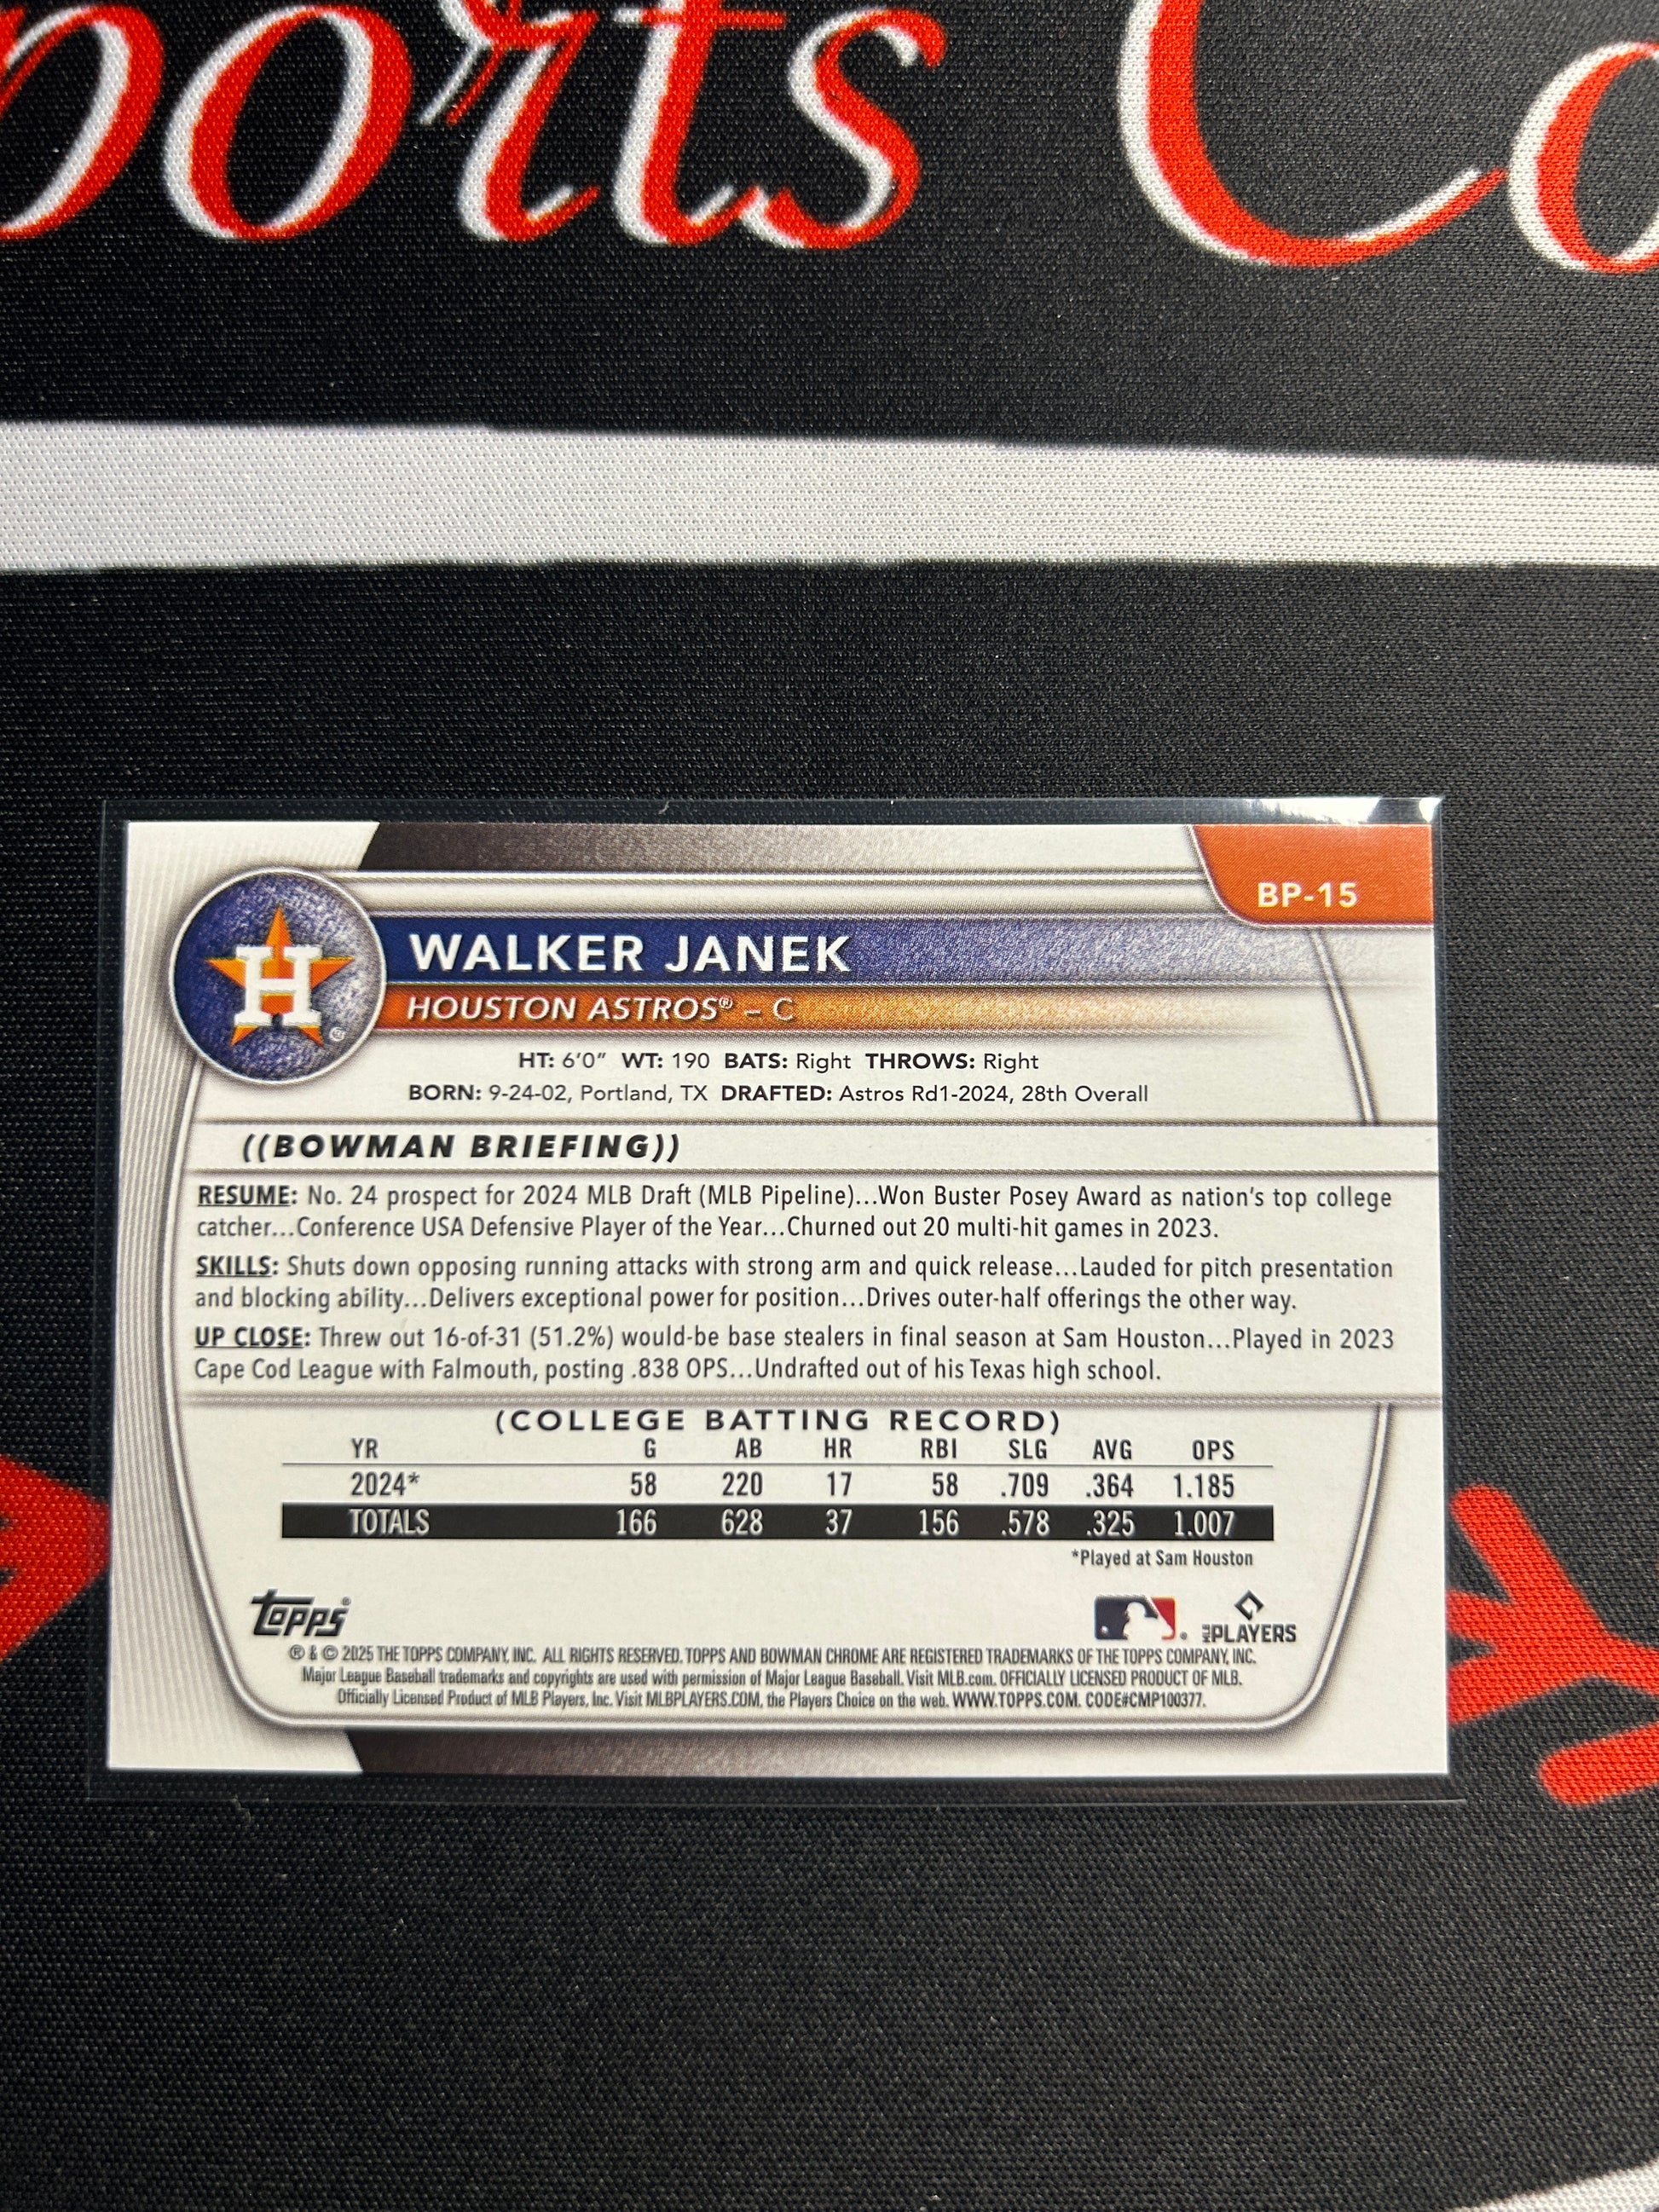 ports Co
BP-15
WALKER JANEK
HOUSTON ASTROS® – C
HT: 6'0" WT: 190 BATS: Right THROWS: Right
BORN: 9-24-02, Portland, TX DRAFTED: Astros Rd1-2024, 28th Overall
((BOWMAN BRIEFING))
RESUME: No. 24 prospect for 2024 MLB Draft (MLB Pipeline)...Won Buster Posey Award as nation's top college
catcher...Conference USA Defensive Player of the Year...Churned out 20 multi-hit games in 2023.
SKILLS: Shuts down opposing running attacks with strong arm and quick release...Lauded for pitch presentation
and blocking ability...Delivers exceptional power for position...Drives outer-half offerings the other way.
UP CLOSE: Threw out 16-of-31 (51.2%) would-be base stealers in final season at Sam Houston...Played in 2023
Cape Cod League with Falmouth, posting .838 OPS...Undrafted out of his Texas high school.
(COLLEGE BATTING RECORD)
YR G AB HR RBI SLG AVG OPS
2024* 58 220 17 58 .709 .364 1.185
TOTALS 166 628 37 156 .578 .325 1.007
*Played at Sam Houston
topps®
MLB PLAYERS
® & © 2025 THE TOPPS COMPANY, INC. ALL RIGHTS RESERVED. TOPPS AND BOWMAN CHROME ARE REGISTERED TRADEMARKS OF THE TOPPS COMPANY, INC.
Major League Baseball trademarks and copyrights are used with permission of Major League Baseball. Visit MLB.com. OFFICIALLY LICENSED PRODUCT OF MLB.
Officially Licensed Product of MLB Players, Inc. Visit MLBPLAYERS.COM, the Players Choice on the web. WWW.TOPPS.COM. CODE#CMP100377.